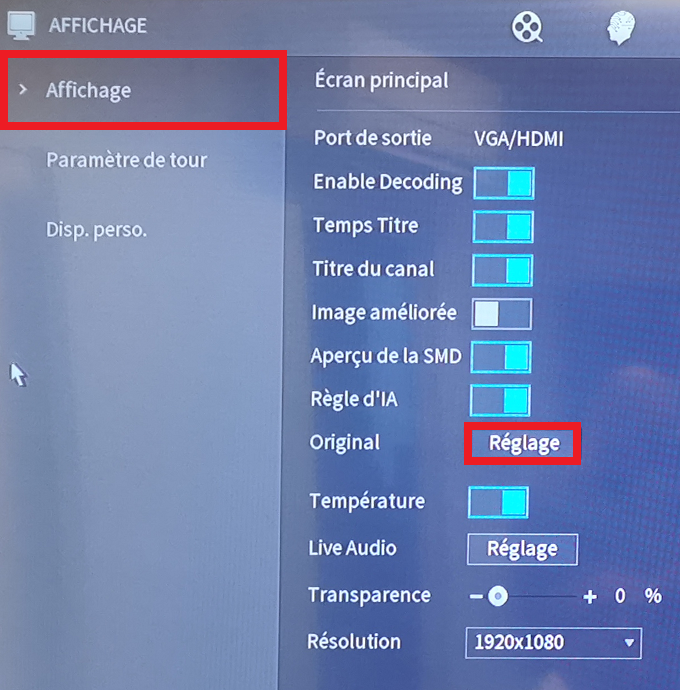 AFFICHAGE
Affichage
Paramètre de tour
Disp. perso.
Écran principal
Port de sortie VGA/HDMI
Enable Decoding
Temps Titre
Titre du canal
Image améliorée
Aperçu de la SMD
Règle d'IA
Original Réglage
Température
Live Audio Réglage
Transparence - + 0 %
Résolution 1920x1080